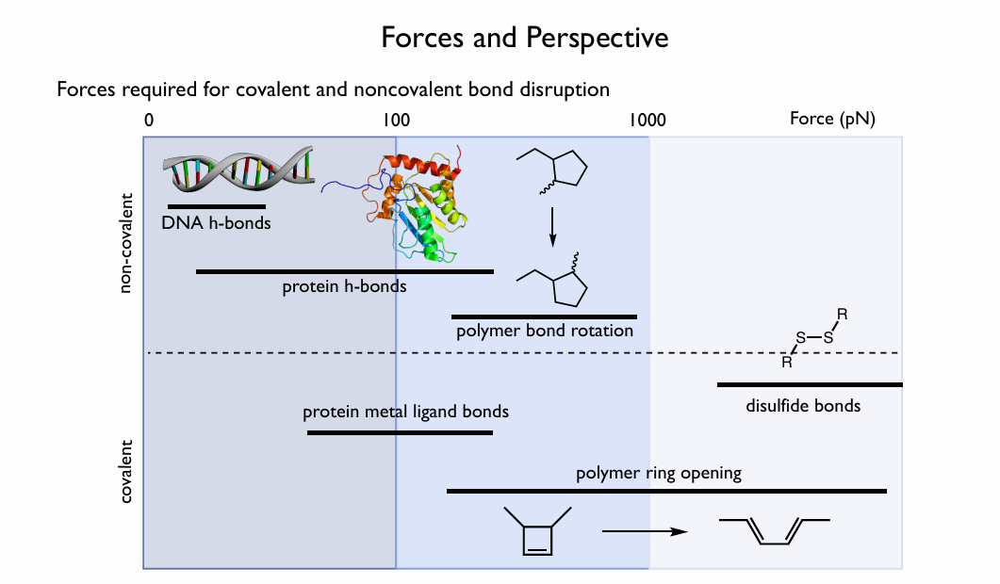 Forces and Perspective
Forces required for covalent and noncovalent bond disruption
0 100 1000 Force (pN)
non-covalent
DNA h-bonds
protein h-bonds
polymer bond rotation
R
S S
R
disulfide bonds
covalent
protein metal ligand bonds
polymer ring opening